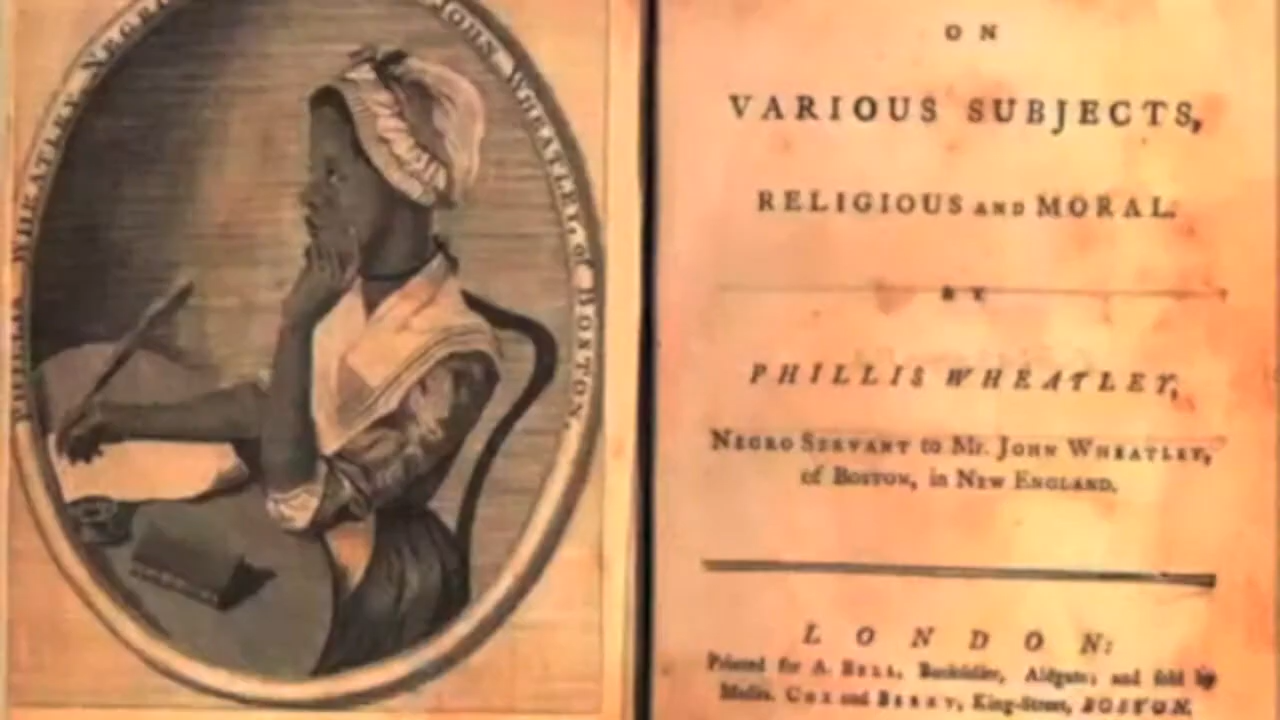 PHILLIS WHEATLEY, NEGRO
JOHN WHEATLEY, of BOSTON.
ON
VARIOUS SUBJECTS,
RELIGIOUS AND MORAL.
BY
PHILLIS WHEATLEY,
NEGRO SERVANT to Mr. JOHN WHEATLEY,
of BOSTON, in NEW ENGLAND.
LONDON:
Printed for A. BELL, Bookseller, Aldgate; and sold by
Messrs. COX and BERRY, King-Street, BOSTON.